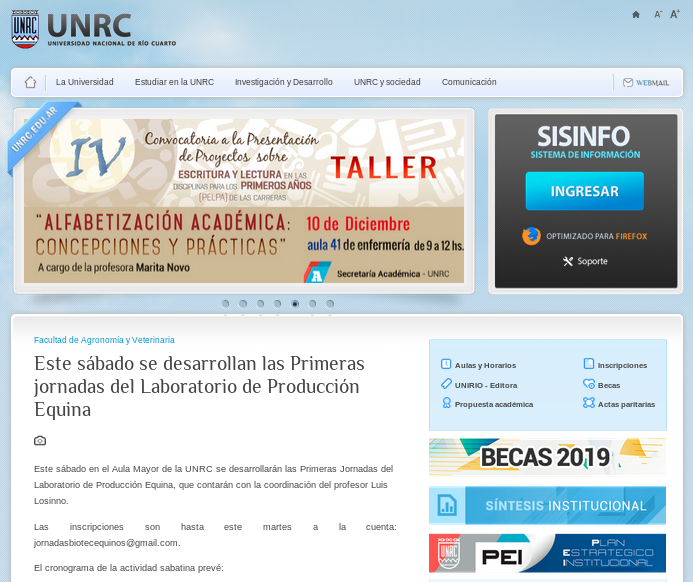 UNRC
UNIVERSIDAD NACIONAL DE RÍO CUARTO
A- A+
La Universidad Estudiar en la UNRC Investigación y Desarrollo UNRC y sociedad Comunicación WEBMAIL
UNRC.EDU.AR
IV
Convocatoria a la Presentación
de Proyectos sobre
ESCRITURA Y LECTURA EN LAS
DISCIPLINAS PARA LOS PRIMEROS AÑOS
(PELPA) DE LAS CARRERAS
TALLER
“ALFABETIZACIÓN ACADÉMICA:
CONCEPCIONES Y PRÁCTICAS”
A cargo de la profesora Marita Novo
10 de Diciembre
aula 41 de enfermería de 9 a 12 hs.
Secretaría Académica - UNRC
SISINFO
SISTEMA DE INFORMACIÓN
INGRESAR
OPTIMIZADO PARA FIREFOX
Soporte
Facultad de Agronomía y Veterinaria
Este sábado se desarrollan las Primeras
jornadas del Laboratorio de Producción
Equina
Este sábado en el Aula Mayor de la UNRC se desarrollarán las Primeras Jornadas del
Laboratorio de Producción Equina, que contarán con la coordinación del profesor Luis
Losinno.
Las inscripciones son hasta este martes a la cuenta:
jornadasbiotecequinos@gmail.com.
El cronograma de la actividad sabatina prevé:
Aulas y Horarios
Inscripciones
UNIRIO - Editora
Becas
Propuesta académica
Actas paritarias
BECAS 2019
SÍNTESIS INSTITUCIONAL
UNRC
PEI
PLAN
ESTRATEGICO
INSTITUCIONAL